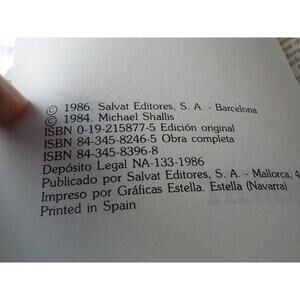 © 1986. Salvat Editores, S. A. - Barcelona
© 1984. Michael Shallis
ISBN 0-19-215877-5 Edición original
ISBN 84-345-8246-5 Obra completa
ISBN 84-345-8396-8
Depósito Legal NA-133-1986
Publicado por Salvat Editores, S. A. - Mallorca, 4
Impreso por Gráficas Estella. Estella (Navarra)
Printed in Spain